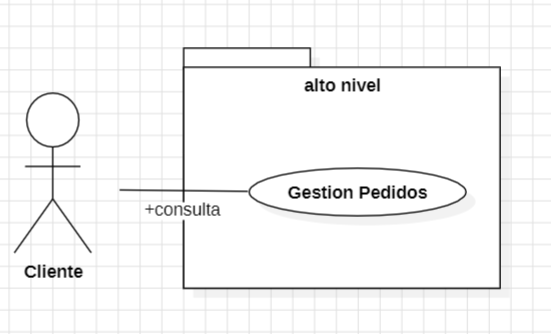 alto nivel
Gestion Pedidos
+consulta
Cliente